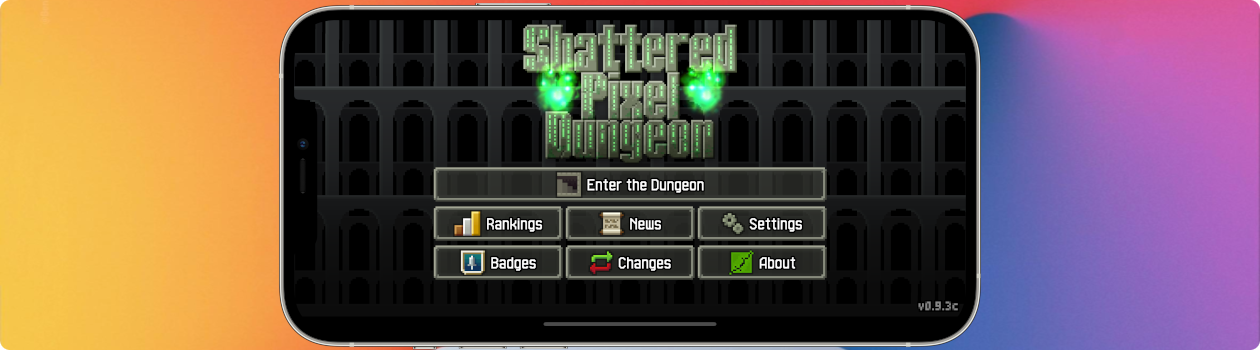 Shattered
Pixel
Dungeon
Enter the Dungeon
Rankings
News
Settings
Badges
Changes
About
v0.9.3c